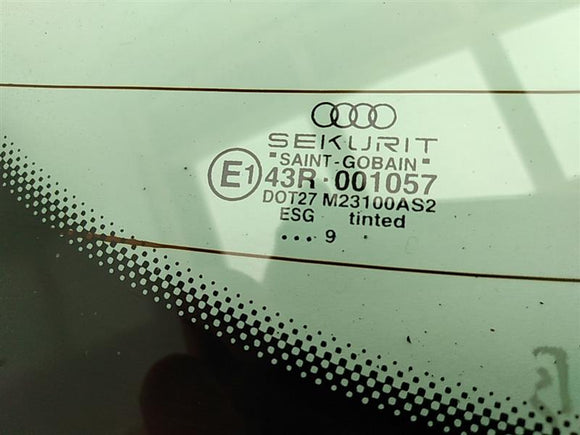 SEKURIT
"SAINT-GOBAIN"
E1 43R-001057
DOT27 M23100AS2
ESG tinted
... 9